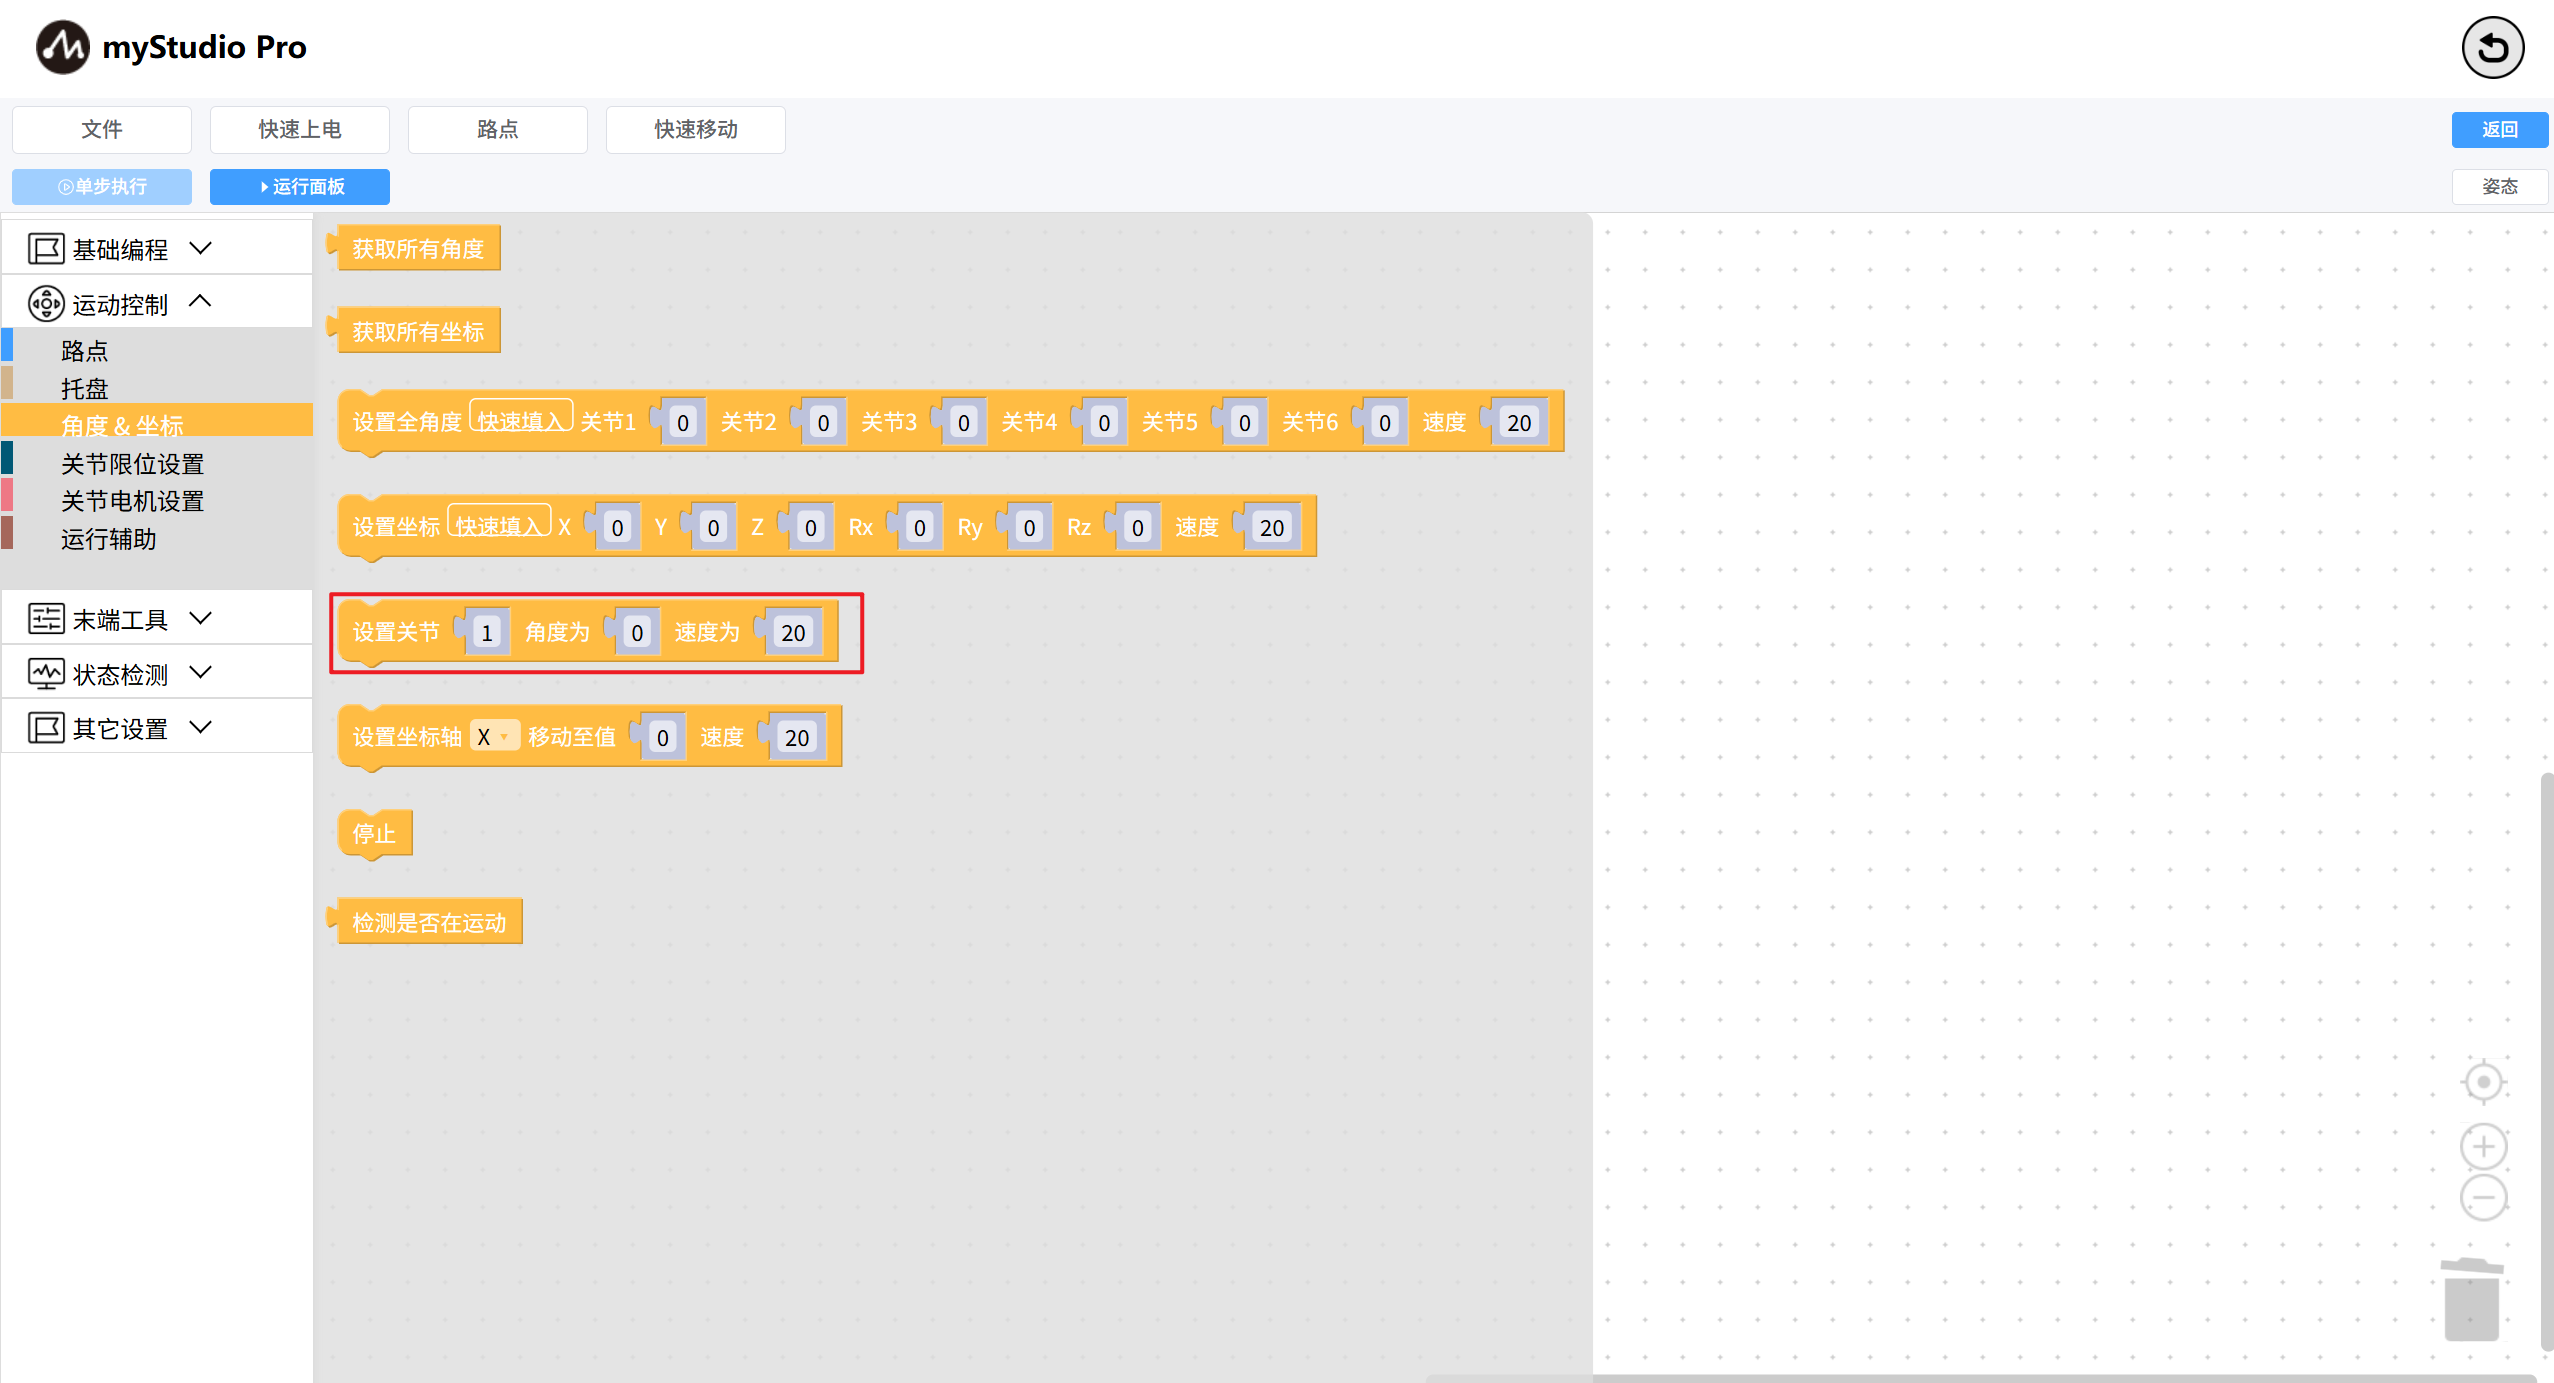 myStudio Pro
文件
快速上电
路点
快速移动
返回
单步执行
运行面板
姿态
基础编程
运动控制
路点
托盘
角度 & 坐标
关节限位设置
关节电机设置
运行辅助
末端工具
状态检测
其它设置
获取所有角度
获取所有坐标
设置全角度 快速填入 关节1 0 关节2 0 关节3 0 关节4 0 关节5 0 关节6 0 速度 20
设置坐标 快速填入 X 0 Y 0 Z 0 Rx 0 Ry 0 Rz 0 速度 20
设置关节 1 角度为 0 速度为 20
设置坐标轴 X 移动至值 0 速度 20
停止
检测是否在运动